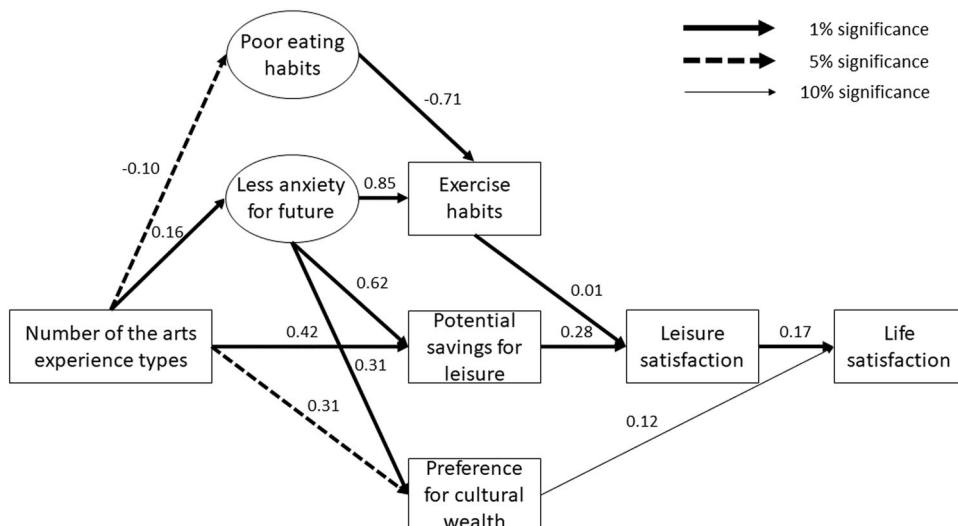 1% significance
5% significance
10% significance
Poor eating
habits
-0.71
-0.10
Less anxiety
for future
0.85
Exercise
habits
0.16
0.62
0.01
Number of the arts
experience types
0.42
0.31
Potential
savings for
leisure
0.28
Leisure
satisfaction
0.17
Life
satisfaction
0.31
0.12
Preference
for cultural
wealth